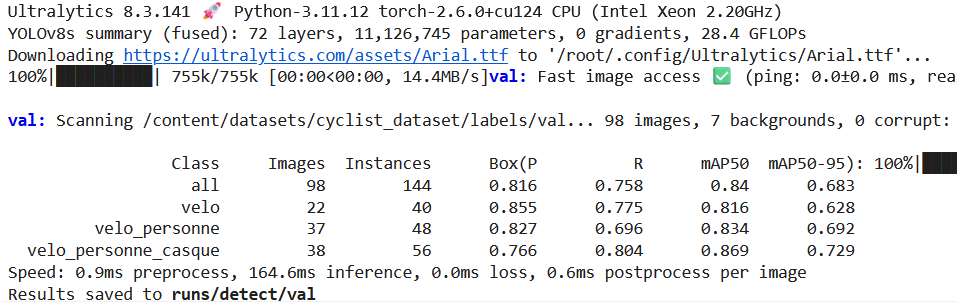 Ultralytics 8.3.141 🚀 Python-3.11.12 torch-2.6.0+cu124 CPU (Intel Xeon 2.20GHz)
YOLOv8s summary (fused): 72 layers, 11,126,745 parameters, 0 gradients, 28.4 GFLOPs
Downloading https://ultralytics.com/assets/Arial.ttf to '/root/.config/Ultralytics/Arial.ttf'...
100%|██████████| 755k/755k [00:00<00:00, 14.4MB/s]val: Fast image access ✅ (ping: 0.0±0.0 ms, rea
val: Scanning /content/datasets/cyclist_dataset/labels/val... 98 images, 7 backgrounds, 0 corrupt:
Class Images Instances Box(P R mAP50 mAP50-95): 100%|███
all 98 144 0.816 0.758 0.84 0.683
velo 22 40 0.855 0.775 0.816 0.628
velo_personne 37 48 0.827 0.696 0.834 0.692
velo_personne_casque 38 56 0.766 0.804 0.869 0.729
Speed: 0.9ms preprocess, 164.6ms inference, 0.0ms loss, 0.6ms postprocess per image
Results saved to runs/detect/val